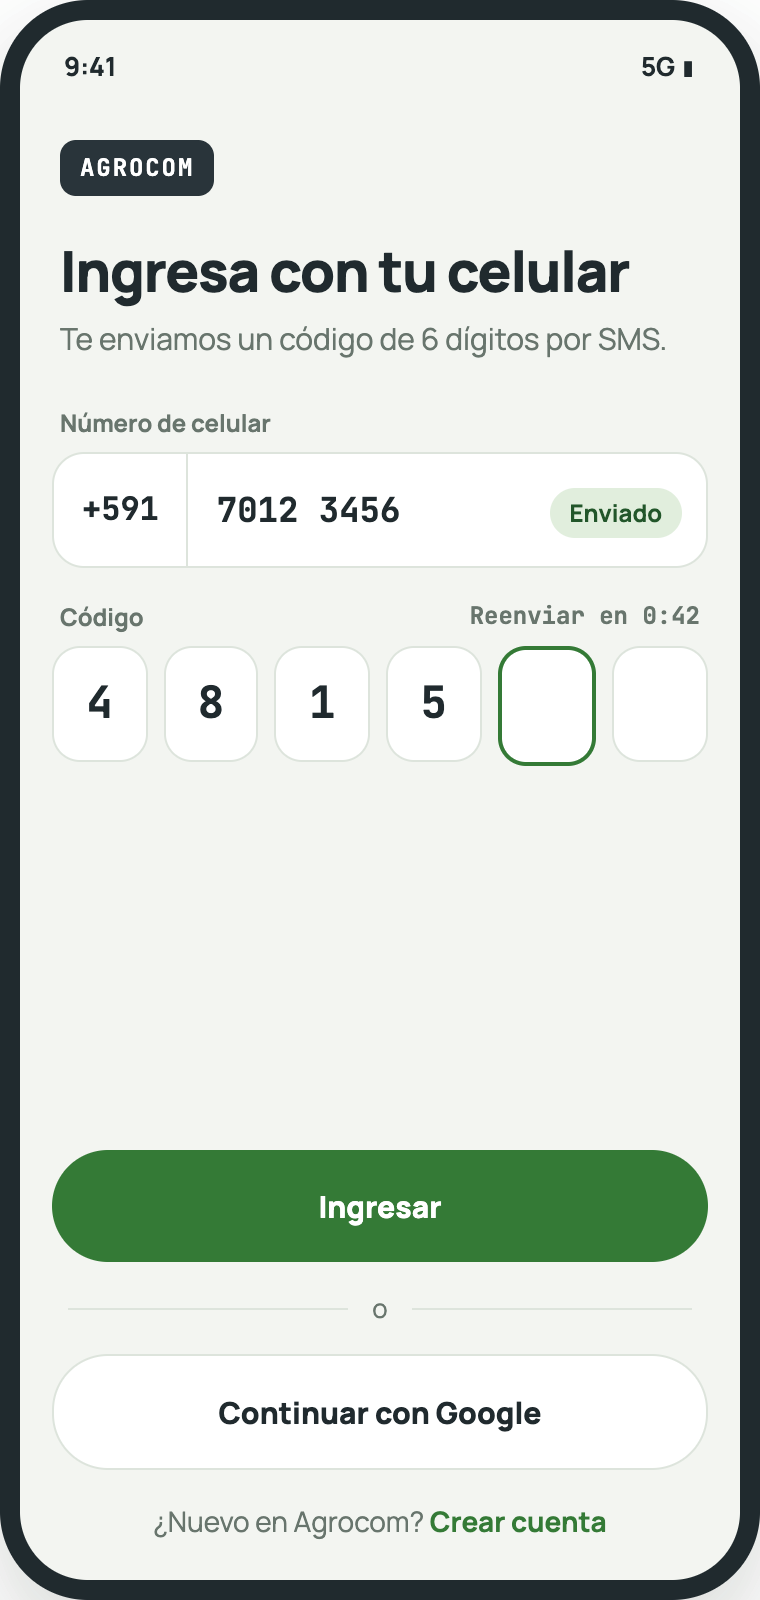 9:41 5G
AGROCOM
Ingresa con tu celular
Te enviamos un código de 6 dígitos por SMS.
Número de celular
+591 7012 3456 Enviado
Código Reenviar en 0:42
4 8 1 5
Ingresar
o
Continuar con Google
¿Nuevo en Agrocom? Crear cuenta